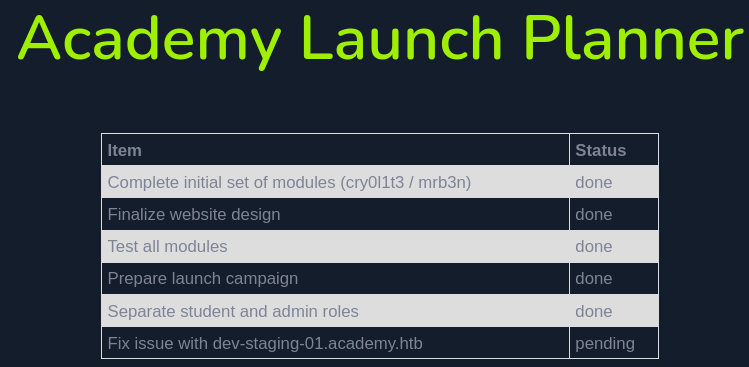 Academy Launch Planner
Item Status
Complete initial set of modules (cry0l1t3 / mrb3n) done
Finalize website design done
Test all modules done
Prepare launch campaign done
Separate student and admin roles done
Fix issue with dev-staging-01.academy.htb pending